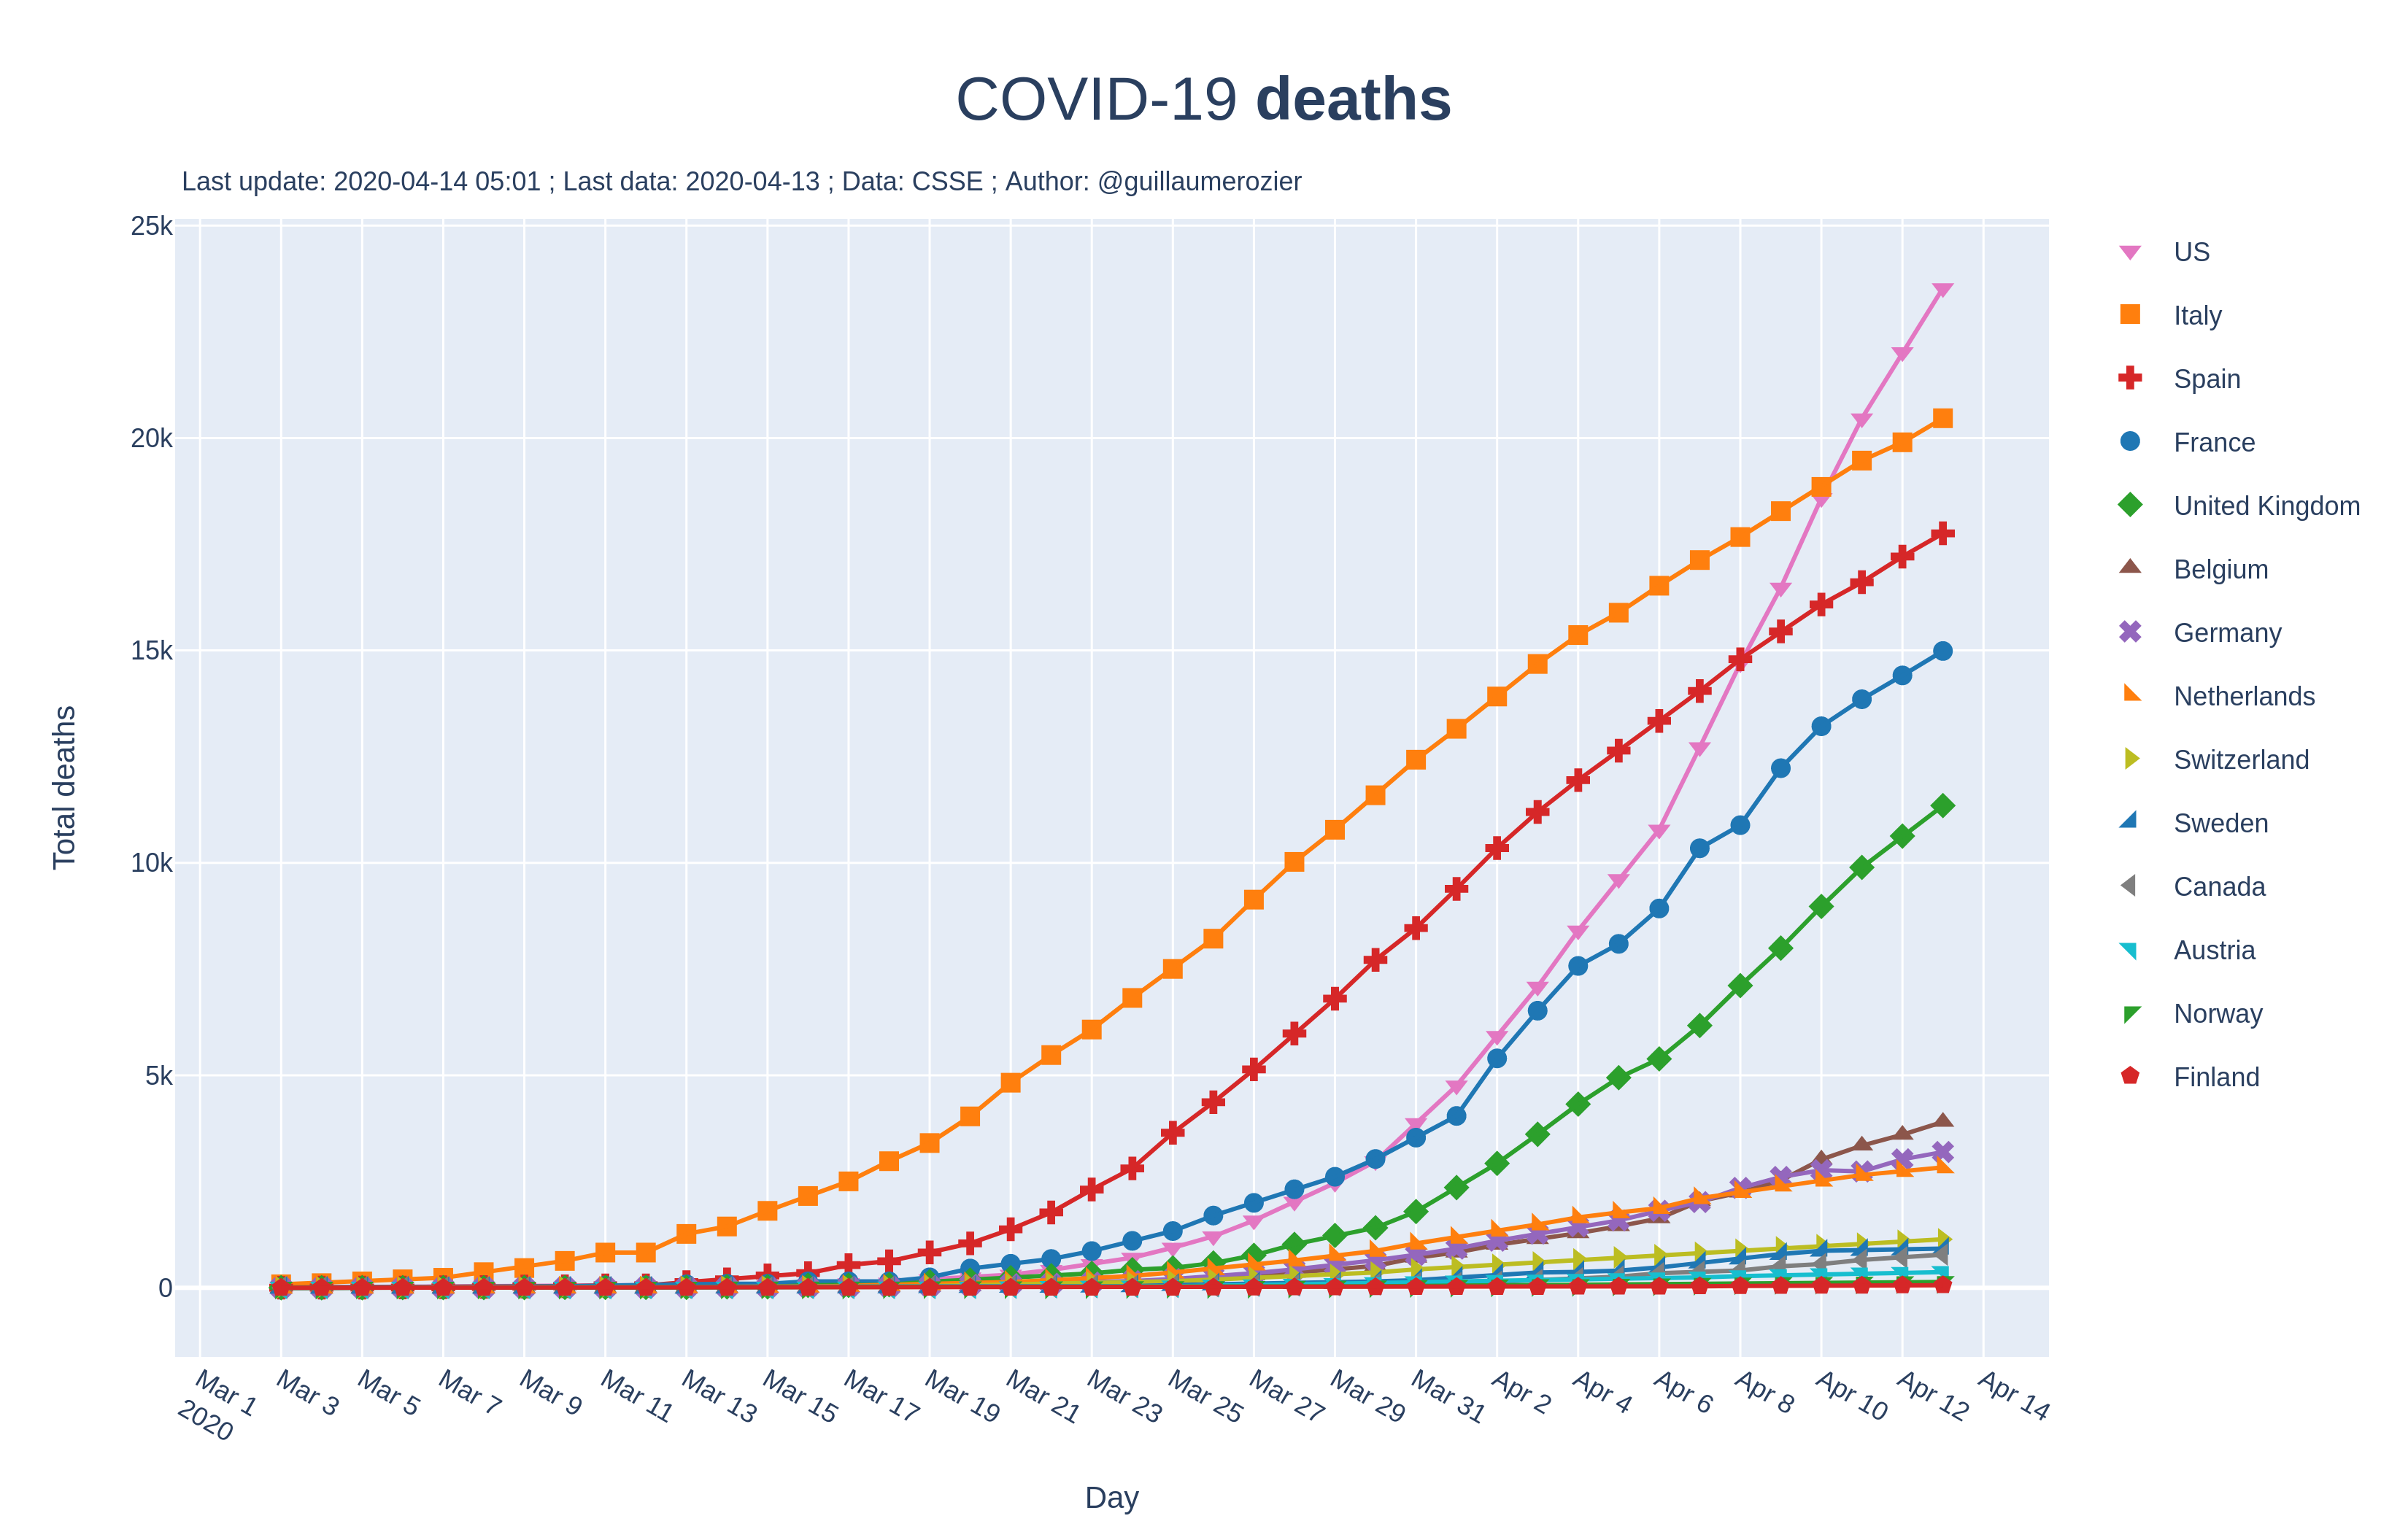 COVID-19 deaths
Last update: 2020-04-14 05:01 ; Last data: 2020-04-13 ; Data: CSSE ; Author: @guillaumerozier
25k
20k
15k
10k
5k
0
Total deaths
Mar 1
2020
Mar 3
Mar 5
Mar 7
Mar 9
Mar 11
Mar 13
Mar 15
Mar 17
Mar 19
Mar 21
Mar 23
Mar 25
Mar 27
Mar 29
Mar 31
Apr 2
Apr 4
Apr 6
Apr 8
Apr 10
Apr 12
Apr 14
Day
US
Italy
Spain
France
United Kingdom
Belgium
Germany
Netherlands
Switzerland
Sweden
Canada
Austria
Norway
Finland